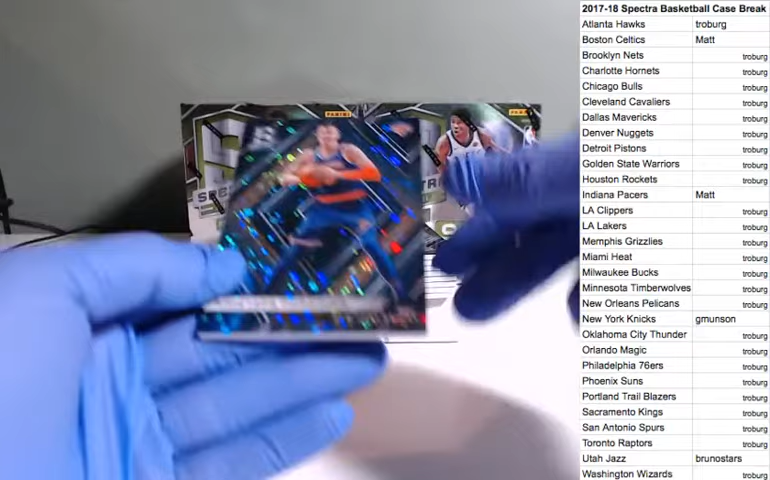 2017-18 Spectra Basketball Case Break
Atlanta Hawks troburg
Boston Celtics Matt
Brooklyn Nets troburg
Charlotte Hornets troburg
Chicago Bulls troburg
Cleveland Cavaliers troburg
Dallas Mavericks troburg
Denver Nuggets troburg
Detroit Pistons troburg
Golden State Warriors troburg
Houston Rockets troburg
Indiana Pacers Matt
LA Clippers troburg
LA Lakers troburg
Memphis Grizzlies troburg
Miami Heat troburg
Milwaukee Bucks troburg
Minnesota Timberwolves troburg
New Orleans Pelicans troburg
New York Knicks gmunson
Oklahoma City Thunder troburg
Orlando Magic troburg
Philadelphia 76ers troburg
Phoenix Suns troburg
Portland Trail Blazers troburg
Sacramento Kings troburg
San Antonio Spurs troburg
Toronto Raptors troburg
Utah Jazz brunostars
Washington Wizards troburg
PANINI